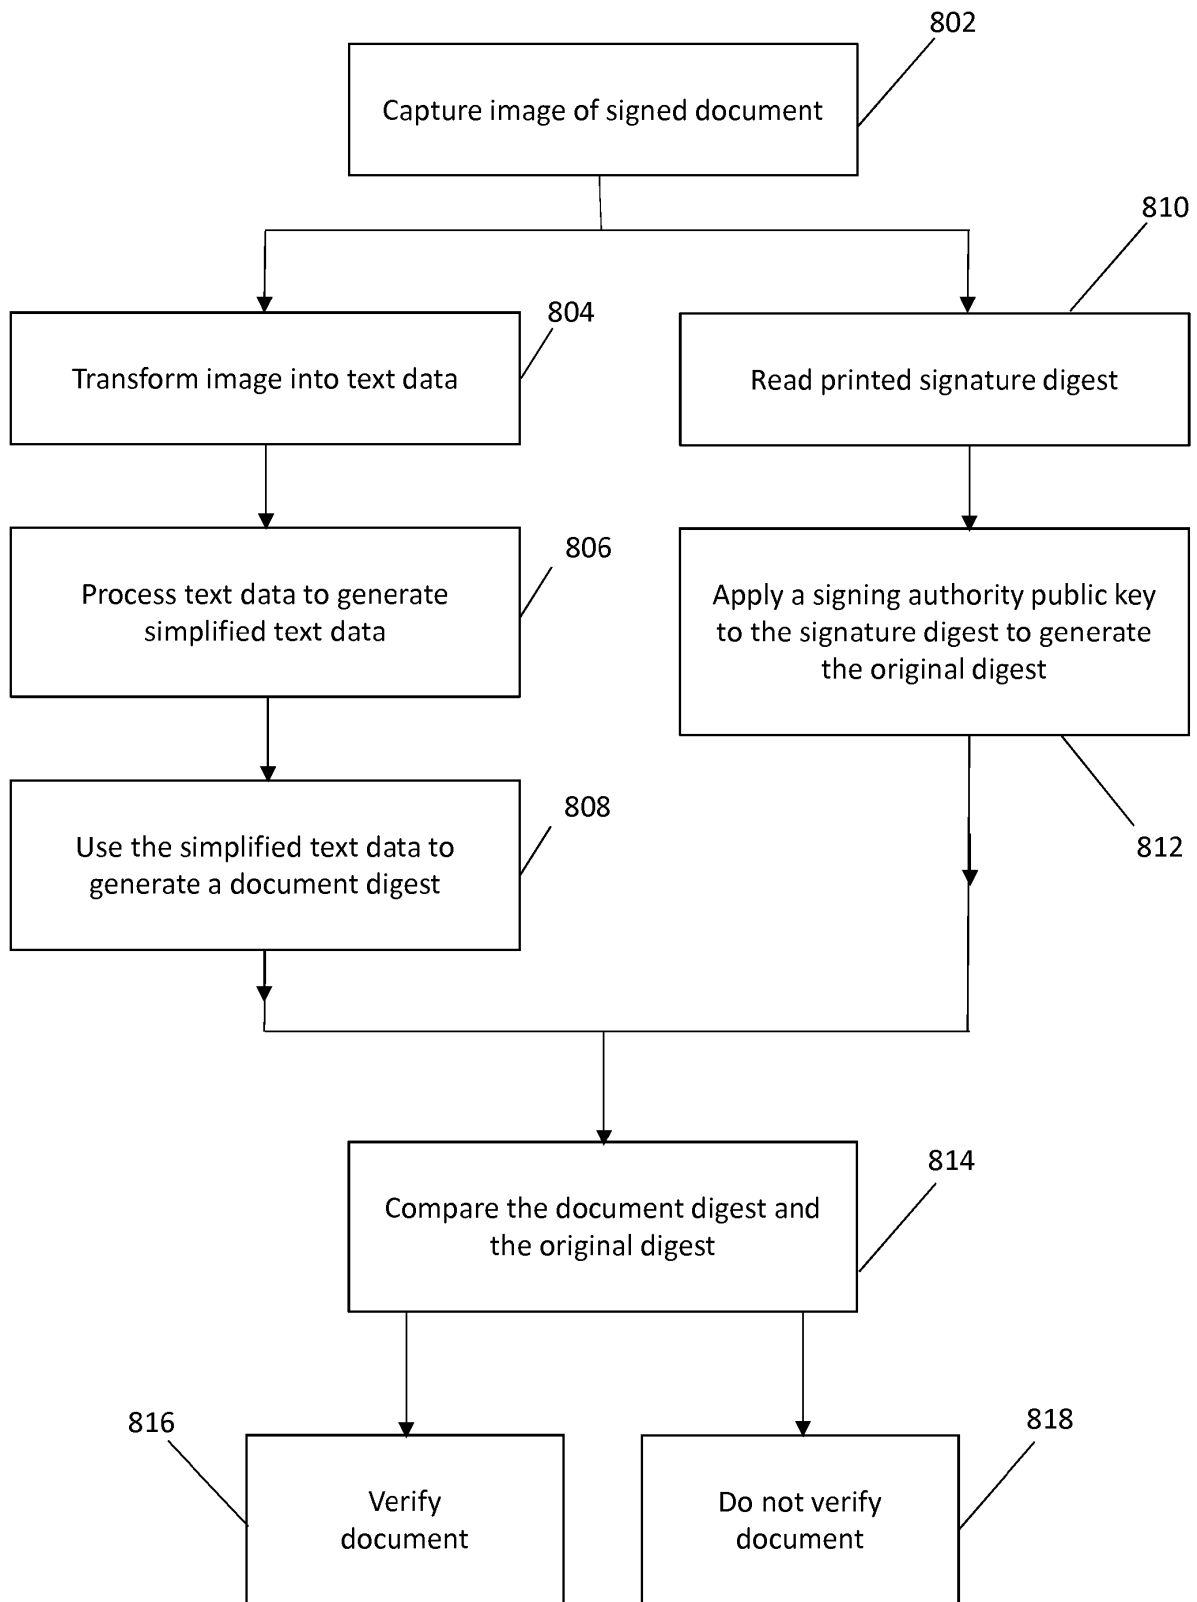 802
Capture image of signed document
810
804
Transform image into text data
Read printed signature digest
806
Process text data to generate
simplified text data
Apply a signing authority public key
to the signature digest to generate
the original digest
808
Use the simplified text data to
generate a document digest
812
814
Compare the document digest and
the original digest
816
818
Verify
document
Do not verify
document